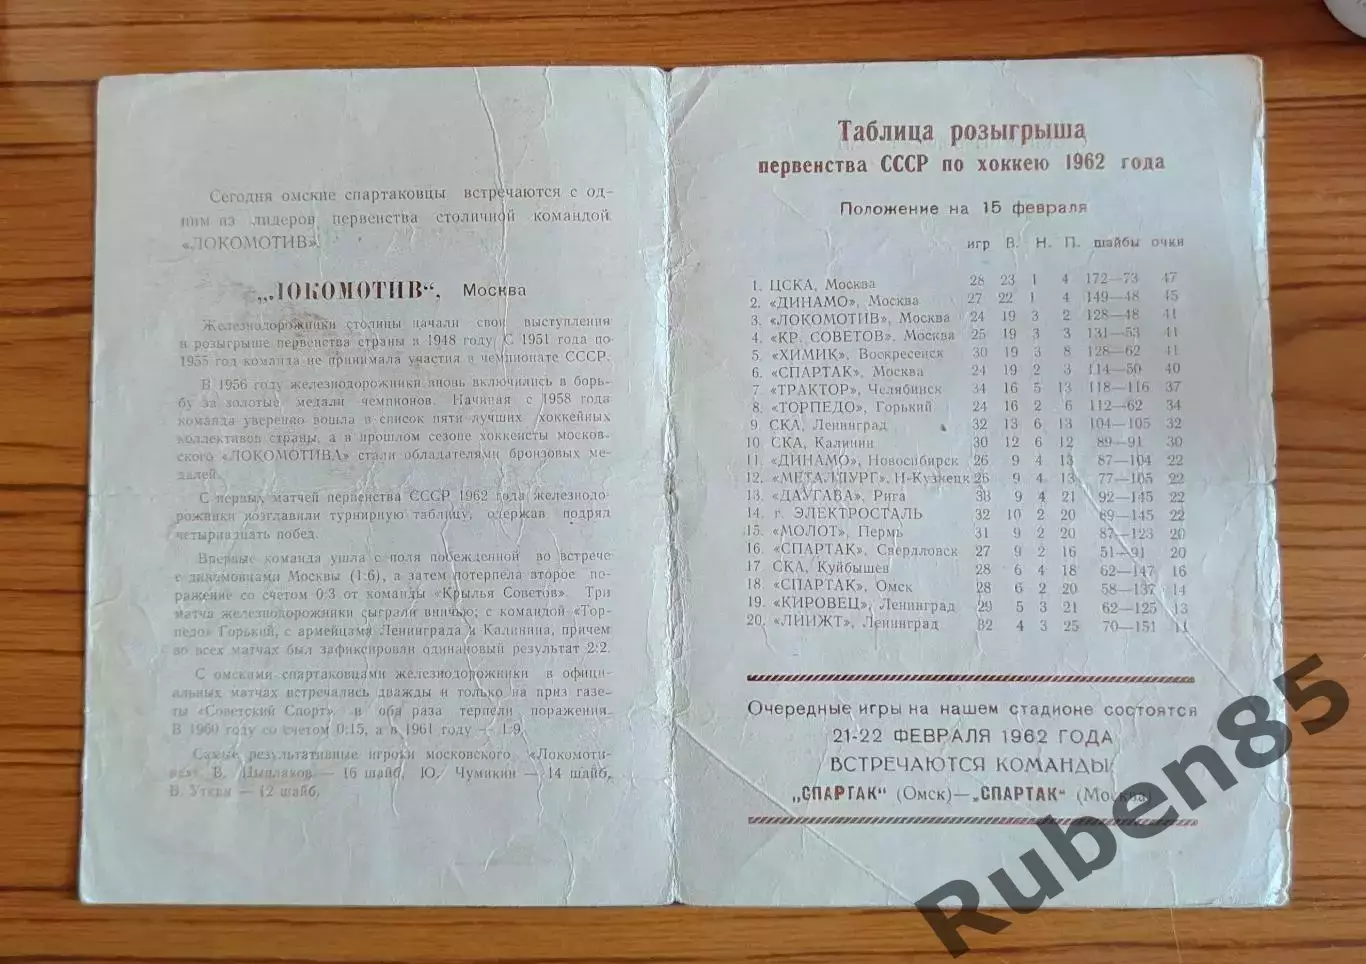 Сегодня омские спартаковцы встречаются с од-
ним из лидеров первенства столичной командой
«ЛОКОМОТИВ».
„ЛОКОМОТИВ“, Москва
Железнодорожники столицы начали свои выступления
в розыгрыше первенства страны в 1948 году. С 1951 года по
1955 год команда не принимала участия в чемпионате СССР.
В 1956 году железнодорожники вновь включились в борь-
бу за золотые медали чемпионов. Начиная с 1958 года
команда уверенно вошла в список пяти лучших хоккейных
коллективов страны, а в прошлом сезоне хоккеисты москов-
ского «ЛОКОМОТИВА» стали обладателями бронзовых ме-
далей.
С первых матчей первенства СССР 1962 года железнодо-
рожники возглавили турнирную таблицу, одержав подряд
четырнадцать побед.
Впервые команда ушла с поля побежденной во встрече
с динамовцами Москвы (1:6), а затем потерпела второе по-
ражение со счетом 0:3 от команды «Крылья Советов». Три
матча железнодорожники сыграли вничью; с командой «Тор-
педо» Горький, с армейцами Ленинграда и Калинина, причем
во всех матчах был зафиксирован одинаковый результат 2:2.
С омскими спартаковцами железнодорожники в офици-
альных матчах встречались дважды и только на приз газе-
ты «Советский Спорт» и оба раза терпели поражения.
В 1960 году со счетом 0:15, а в 1961 году — 1:9.
Самые результативные игроки московского «Локомоти-
ва» В. Цыплаков — 16 шайб, Ю. Чумикин — 14 шайб,
В. Утева — 12 шайб.
Таблица розыгрыша
первенства СССР по хоккею 1962 года
Положение на 15 февраля
игр В. Н. П. шайбы очки
1. ЦСКА, Москва 28 23 1 4 172—73 47
2. «ДИНАМО», Москва 27 22 1 4 149—48 45
3. «ЛОКОМОТИВ», Москва 24 19 3 2 128—48 41
4. «КР. СОВЕТОВ». Москва 25 19 3 3 131—53 41
5. «ХИМИК», Воскресенск 30 19 3 8 128—62 41
6. «СПАРТАК», Москва 24 19 2 3 114—50 40
7. «ТРАКТОР», Челябинск 34 16 5 13 118—116 37
8. «ТОРПЕДО», Горький 24 16 2 6 112—62 34
9. СКА, Ленинград 32 13 6 13 104—105 32
10. СКА, Калинин 30 12 6 12 89—91 30
11. «ДИНАМО», Новосибирск 26 9 4 13 87—104 22
12. «МЕТАЛЛУРГ». Н-Кузнецк 26 9 4 13 77—105 22
13. «ДАУГАВА», Рига 9 4 21 92—145 22
14. г. ЭЛЕКТРОСТАЛЬ 32 10 2 20 89—145 22
15. «МОЛОТ», Пермь 31 9 2 20 87—123 20
16. «СПАРТАК», Свердловск 27 9 2 16 51—91 20
17. СКА, Куйбышев 28 6 4 18 62—147 16
18. «СПАРТАК», Омск 28 6 2 20 58—137 14
19. «КИРОВЕЦ», Ленинград 29 5 3 21 62—125 13
20. «ЛИИЖТ», Ленинград 32 4 3 25 70—151 11
Очередные игры на нашем стадионе состоятся
21-22 ФЕВРАЛЯ 1962 ГОДА
ВСТРЕЧАЮТСЯ КОМАНДЫ
„СПАРТАК“ (Омск)—„СПАРТАК“ (Москва)
Ruben85